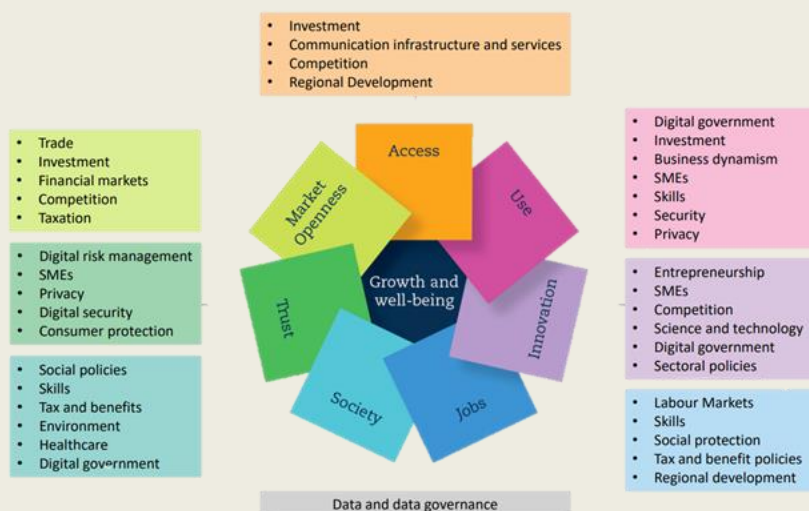 • Investment
• Communication infrastructure and services
• Competition
• Regional Development
• Trade
• Investment
• Financial markets
• Competition
• Taxation
• Digital risk management
• SMEs
• Privacy
• Digital security
• Consumer protection
• Social policies
• Skills
• Tax and benefits
• Environment
• Healthcare
• Digital government
Access
Market
Openness
Use
Trust
Growth and
well-being
Innovation
Society
Jobs
• Digital government
• Investment
• Business dynamism
• SMEs
• Skills
• Security
• Privacy
• Entrepreneurship
• SMEs
• Competition
• Science and technology
• Digital government
• Sectoral policies
• Labour Markets
• Skills
• Social protection
• Tax and benefit policies
• Regional development
Data and data governance